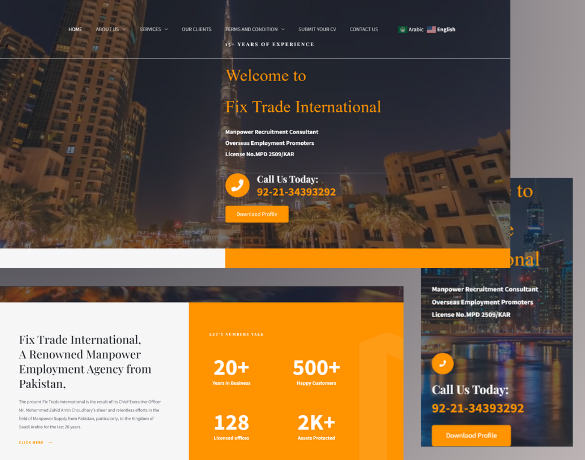 HOME ABOUT US SERVICES OUR CLIENTS TERMS AND CONDITION SUBMIT YOUR CV CONTACT US Arabic English
15+ YEARS OF EXPERIENCE
Welcome to
Fix Trade International
Manpower Recruitment Consultant
Overseas Employment Promoters
License No.MPD 2509/KAR
Call Us Today:
92-21-34393292
Download Profile
to
onal
Manpower Recruitment Consultant
Overseas Employment Promoters
License No.MPD 2509/KAR
Call Us Today:
92-21-34393292
Download Profile
Fix Trade International,
A Renowned Manpower
Employment Agency from
Pakistan,
The present Fix Trade International is the result of its Chief Executive Officer
Mr. Mohammad Zahid Amin Choudhary's sheer and relentless efforts in the
field of Manpower Supply from Pakistan, particularly, in the Kingdom of
Saudi Arabia for the last 20 years.
CLICK HERE
LET'S NUMBERS TALK
20+ 500+
Years in Business Happy Customers
128 2K+
Licensed offices Assets Protected